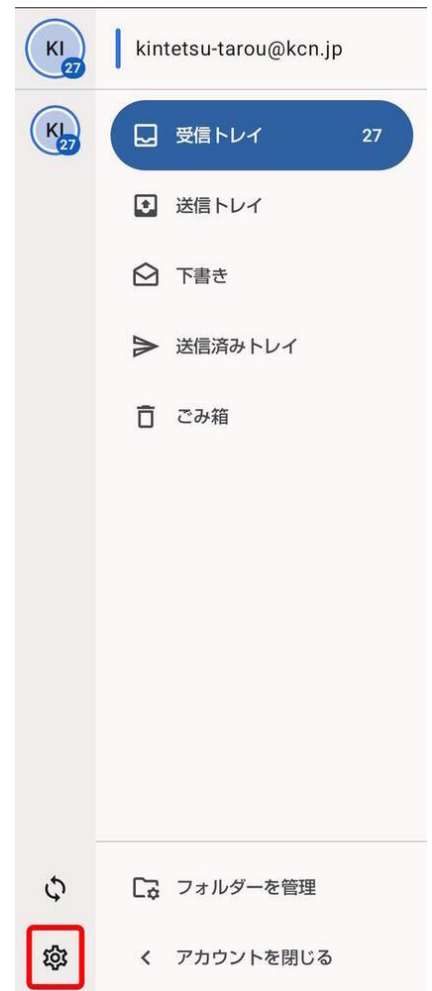 KI
27
kintetsu-tarou@kcn.jp
KI
27
受信トレイ 27
送信トレイ
下書き
送信済みトレイ
ごみ箱
フォルダーを管理
アカウントを閉じる